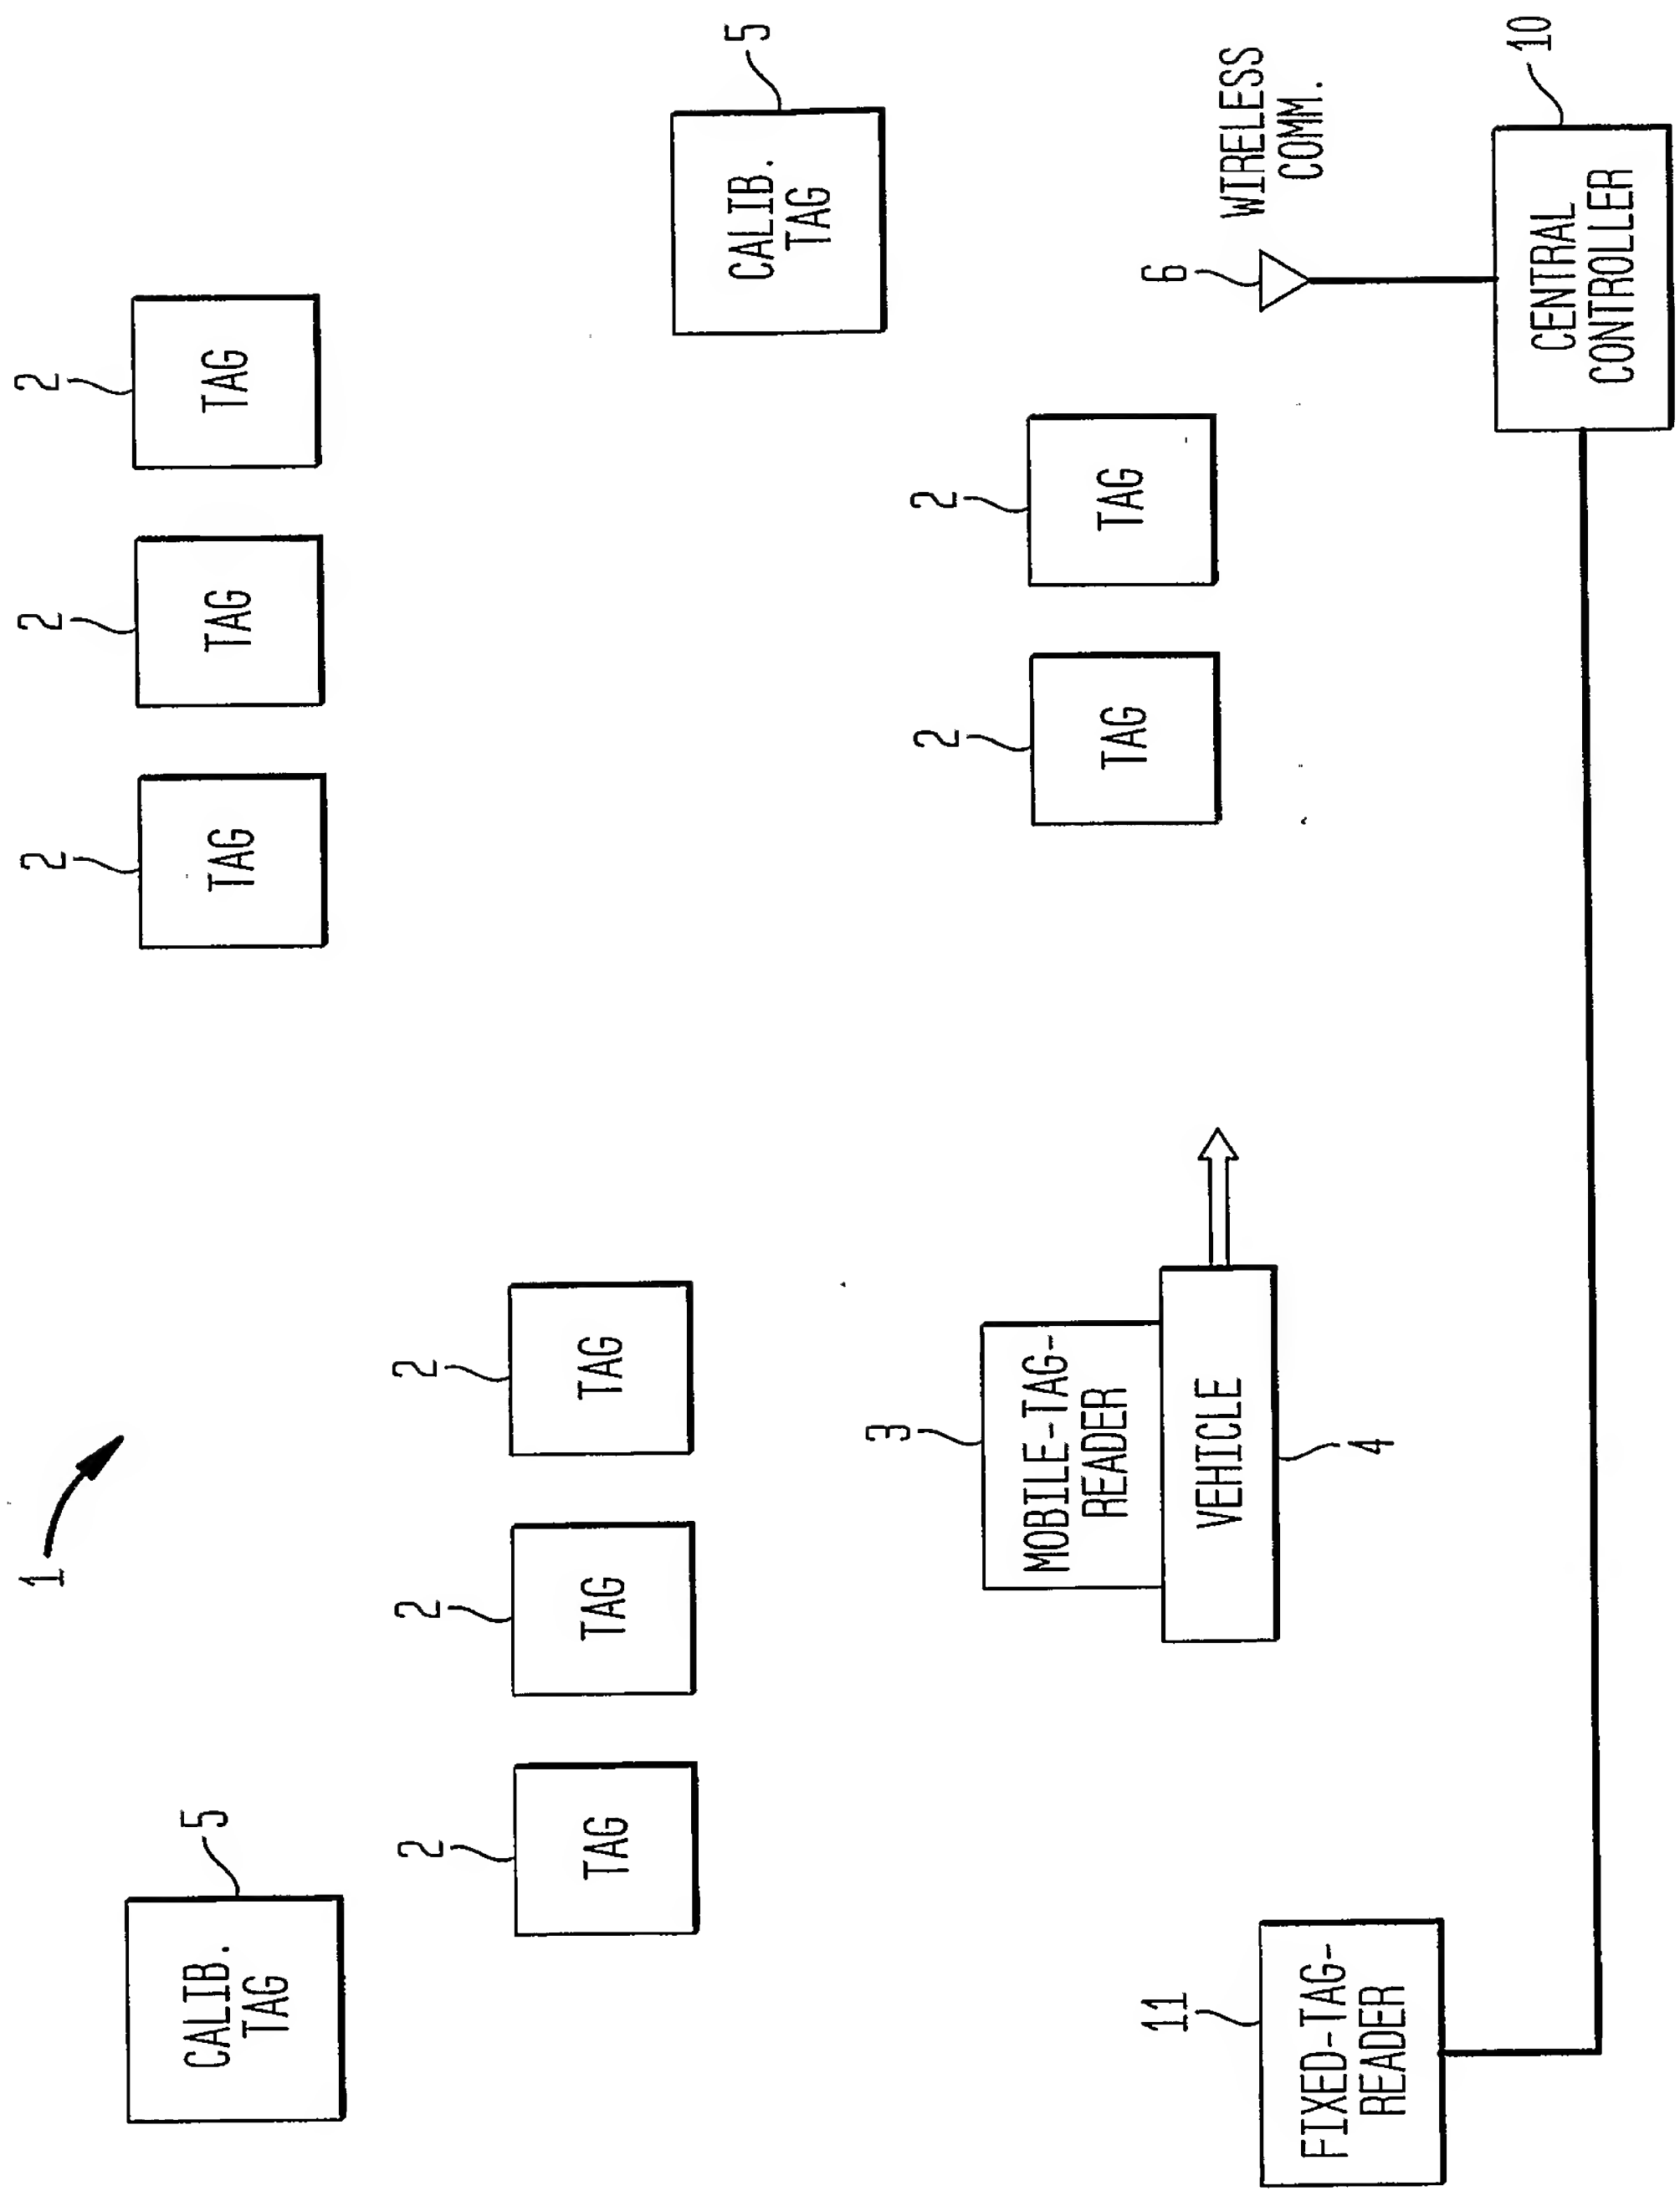 1
2
TAG
2
TAG
2
TAG
5
CALIB.
TAG
2
TAG
2
TAG
2
TAG
5
CALIB.
TAG
3
MOBILE-TAG-
READER
VEHICLE
4
2
TAG
2
TAG
11
FIXED-TAG-
READER
6
WIRELESS
COMM.
10
CENTRAL
CONTROLLER